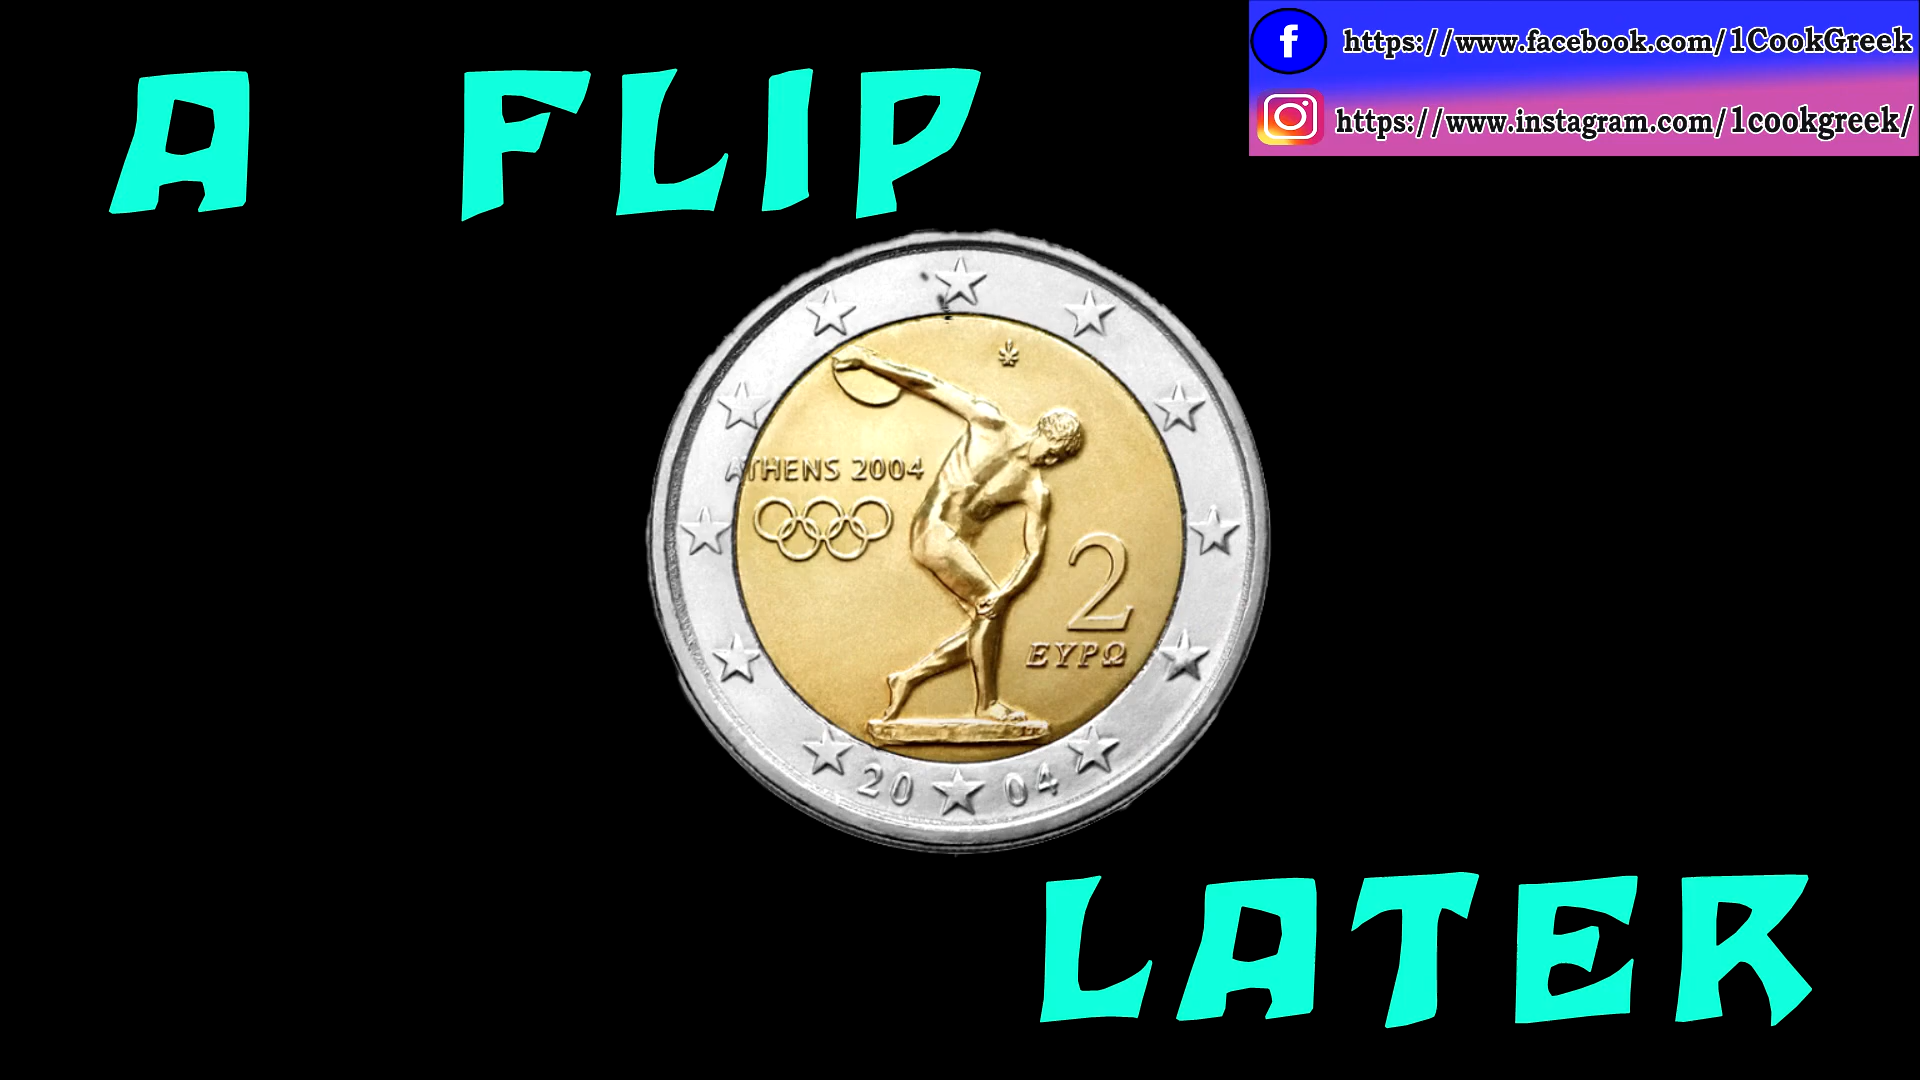 A FLIP
https://www.facebook.com/1CookGreek
https://www.instagram.com/1cookgreek/
ATHENS 2004
2
ΕΥΡΩ
20 04
LATER